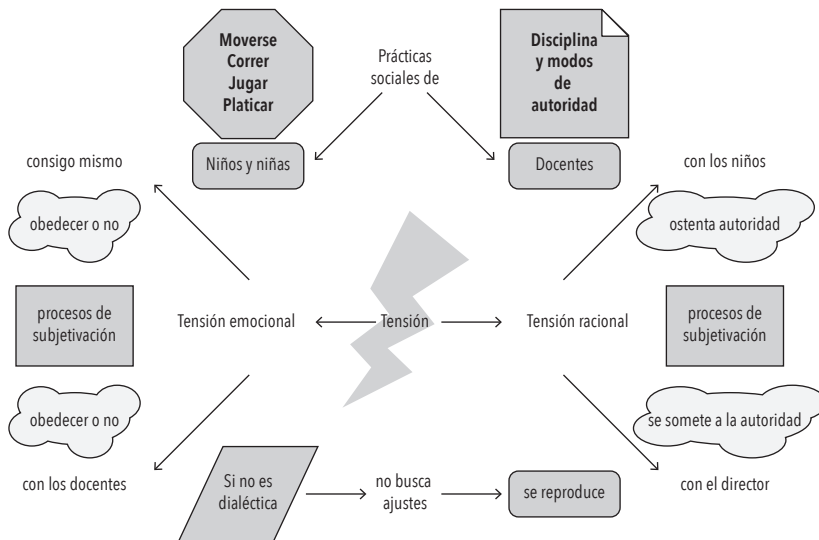 Moverse
Correr
Jugar
Platicar
Prácticas
sociales de
Disciplina
y modos
de
autoridad
Niños y niñas
Docentes
consigo mismo
con los niños
obedecer o no
ostenta autoridad
procesos de
subjetivación
Tensión emocional
Tensión
Tensión racional
procesos de
subjetivación
obedecer o no
se somete a la autoridad
con los docentes
Si no es
dialéctica
no busca
ajustes
se reproduce
con el director